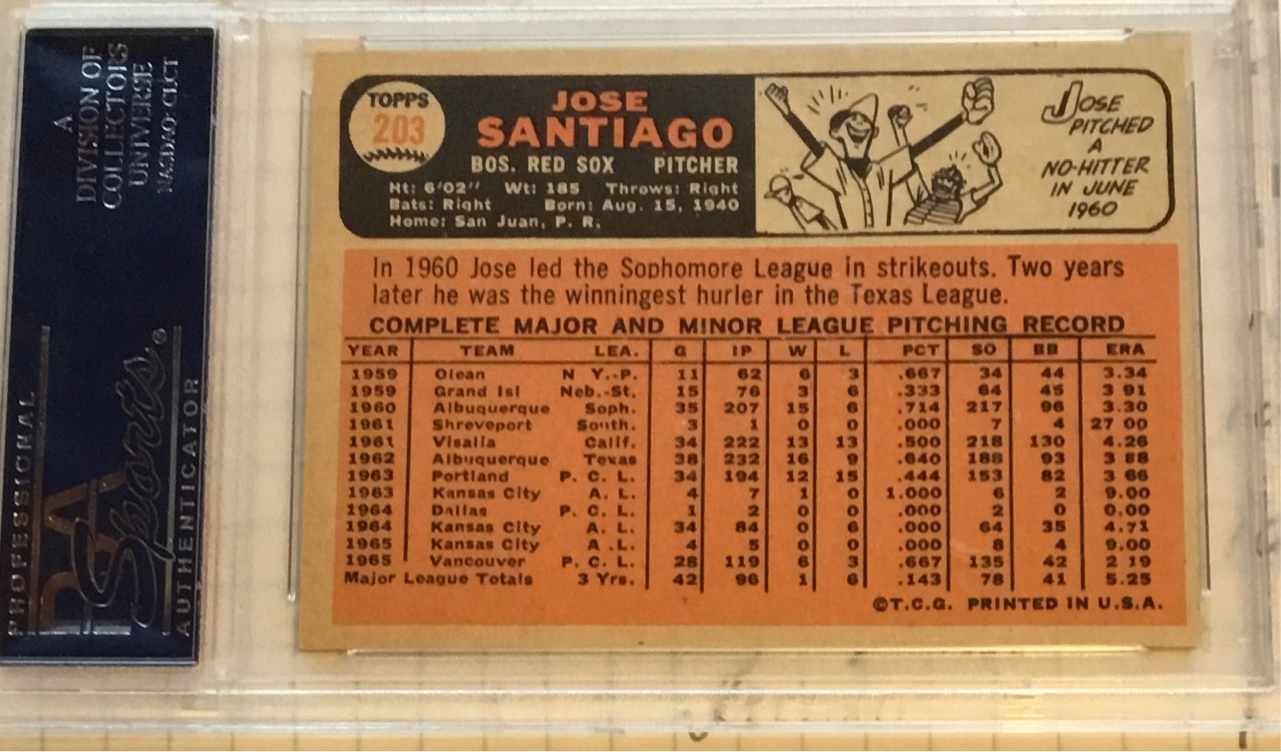 A
DIVISION OF
COLLECTORS
UNIVERSE
NASDAQ: CLCT
PSA
Sports
PROFESSIONAL
AUTHENTICATOR
TOPPS
203
JOSE
SANTIAGO
BOS. RED SOX PITCHER
Ht: 6'02" Wt: 185 Throws: Right
Bats: Right Born: Aug. 15, 1940
Home: San Juan, P. R.
JOSE
PITCHED
A
NO-HITTER
IN JUNE
1960
In 1960 Jose led the Sophomore League in strikeouts. Two years
later he was the winningest hurler in the Texas League.
COMPLETE MAJOR AND MINOR LEAGUE PITCHING RECORD
YEAR TEAM LEA. G IP W L PCT SO BB ERA
1959 Olean N Y.-P. 11 62 6 3 .667 34 44 3.34
1959 Grand Isl Neb.-St. 15 76 3 6 .333 64 45 3 91
1960 Albuquerque Soph. 35 207 15 6 .714 217 96 3.30
1961 Shreveport South. 3 1 0 0 .000 7 4 27 00
1961 Visalia Calif. 34 222 13 13 .500 218 130 4.26
1962 Albuquerque Texas 38 232 16 9 .640 188 93 3 88
1963 Portland P. C. L. 34 194 12 15 .444 153 82 3 66
1963 Kansas City A. L. 4 7 1 0 1.000 6 2 9.00
1964 Dallas P. C. L. 1 2 0 0 .000 2 0 0.00
1964 Kansas City A. L. 34 84 0 6 .000 64 35 4.71
1965 Kansas City A .L. 4 5 0 0 .000 8 4 9.00
1965 Vancouver P. C. L. 28 119 6 3 .667 135 42 2 19
Major League Totals 3 Yrs. 42 96 1 6 .143 78 41 5.25
©T.C.G. PRINTED IN U.S.A.